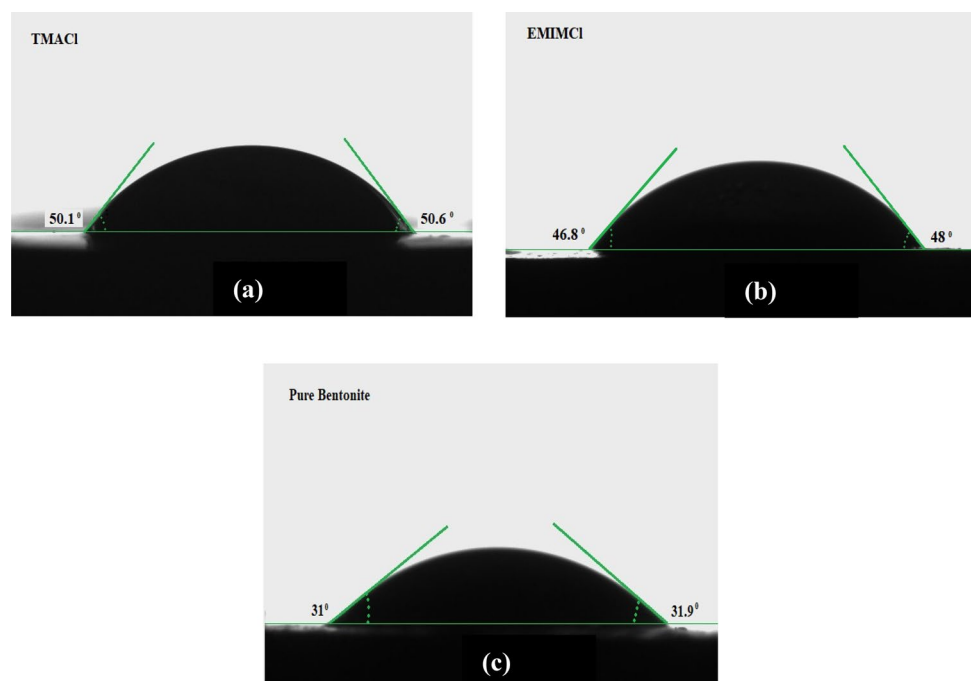 TMACl
50.1⁰
50.6⁰
(a)
EMIMCl
46.8⁰
48⁰
(b)
Pure Bentonite
31⁰
31.9⁰
(c)